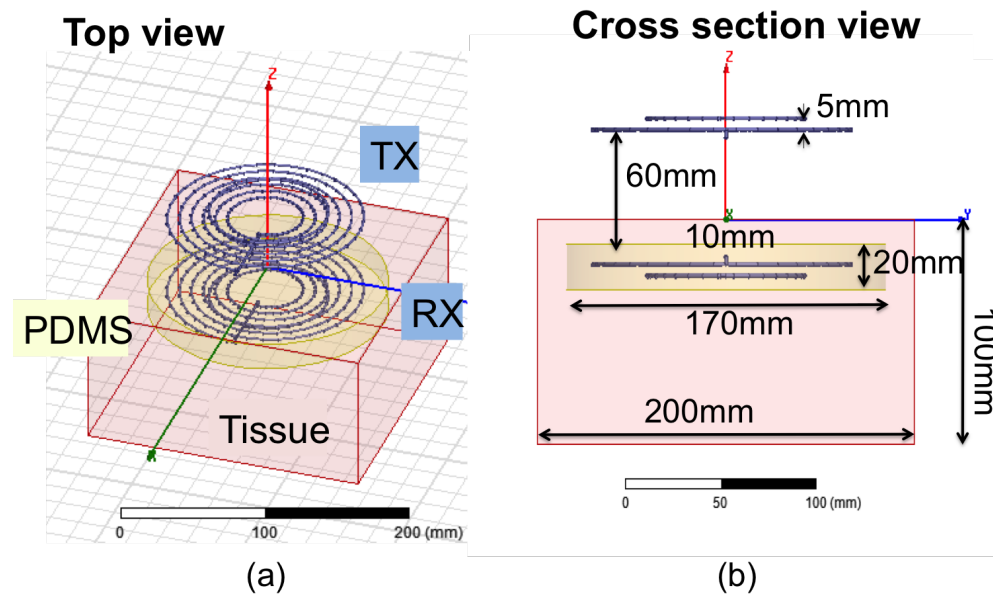 Top view
Z
TX
RX
PDMS
Tissue
0 100 200 (mm)
(a)
Cross section view
Z
5mm
60mm
X
Y
10mm
20mm
170mm
100mm
200mm
0 50 100 (mm)
(b)